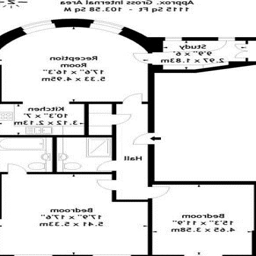 Approx. Gross Internal Area
1115 Sq Ft - 103.58 Sq M
Study
9'9" x 6'
2.97 x 1.83m
Reception
Room
17'6" x 16'3"
5.33 x 4.95m
Kitchen
10'3" x 7'
3.12 x 2.13m
Hall
Bedroom
17'9" x 17'6"
5.41 x 5.33m
Bedroom
15'3" x 11'9"
4.65 x 3.58m